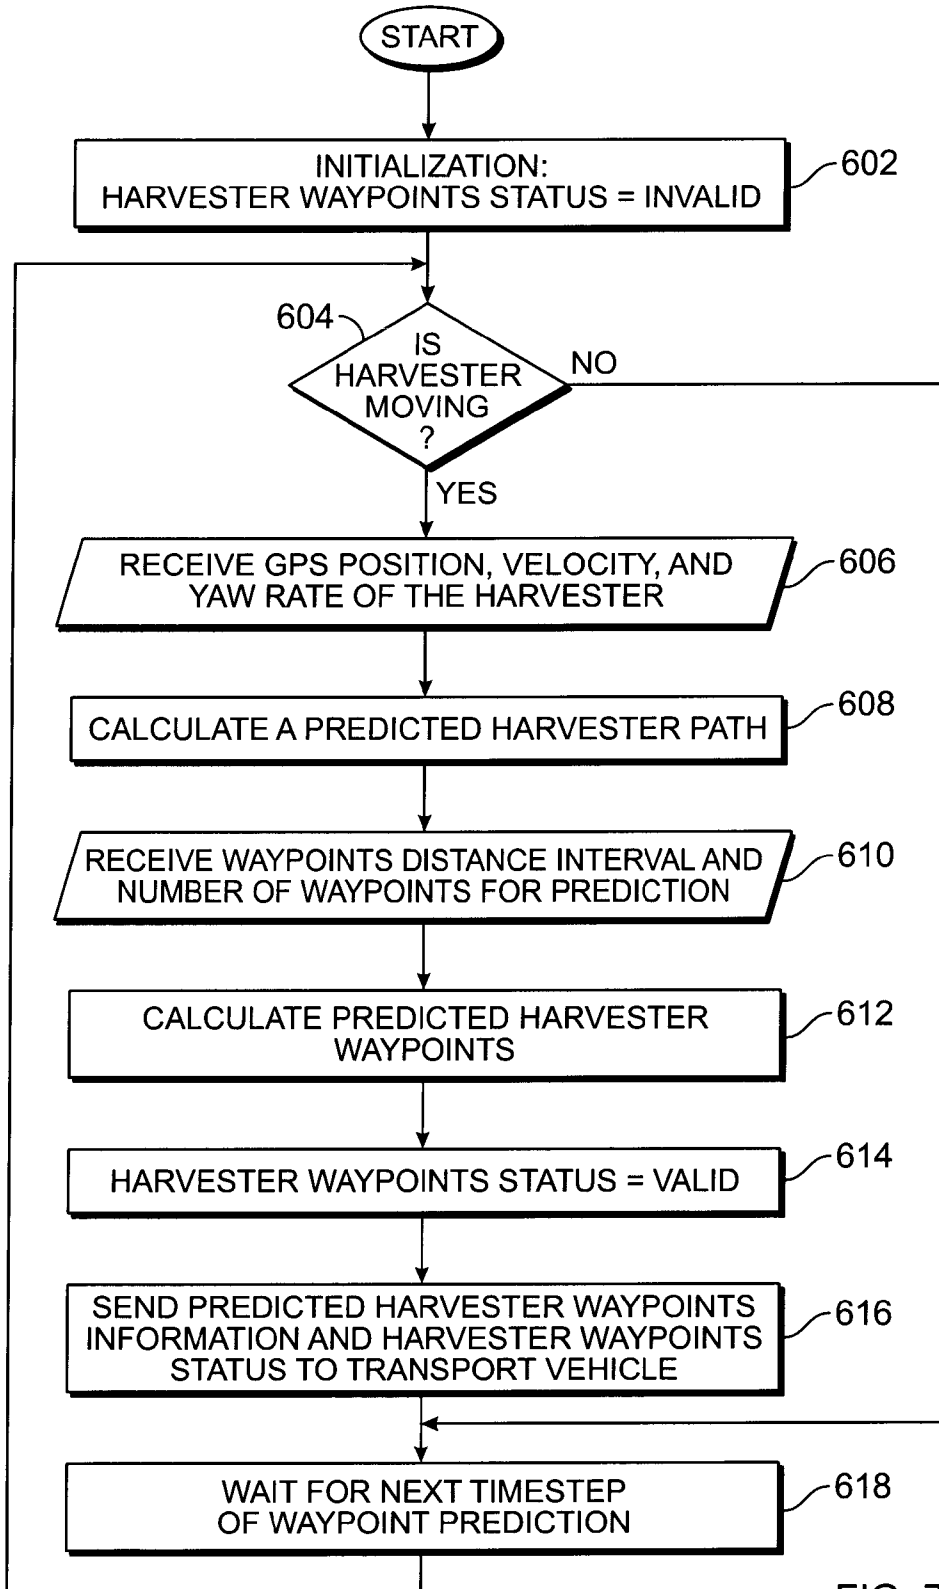 START
INITIALIZATION:
HARVESTER WAYPOINTS STATUS = INVALID
602
604
IS
HARVESTER
MOVING
?
NO
YES
RECEIVE GPS POSITION, VELOCITY, AND
YAW RATE OF THE HARVESTER
606
CALCULATE A PREDICTED HARVESTER PATH
608
RECEIVE WAYPOINTS DISTANCE INTERVAL AND
NUMBER OF WAYPOINTS FOR PREDICTION
610
CALCULATE PREDICTED HARVESTER
WAYPOINTS
612
HARVESTER WAYPOINTS STATUS = VALID
614
SEND PREDICTED HARVESTER WAYPOINTS
INFORMATION AND HARVESTER WAYPOINTS
STATUS TO TRANSPORT VEHICLE
616
WAIT FOR NEXT TIMESTEP
OF WAYPOINT PREDICTION
618